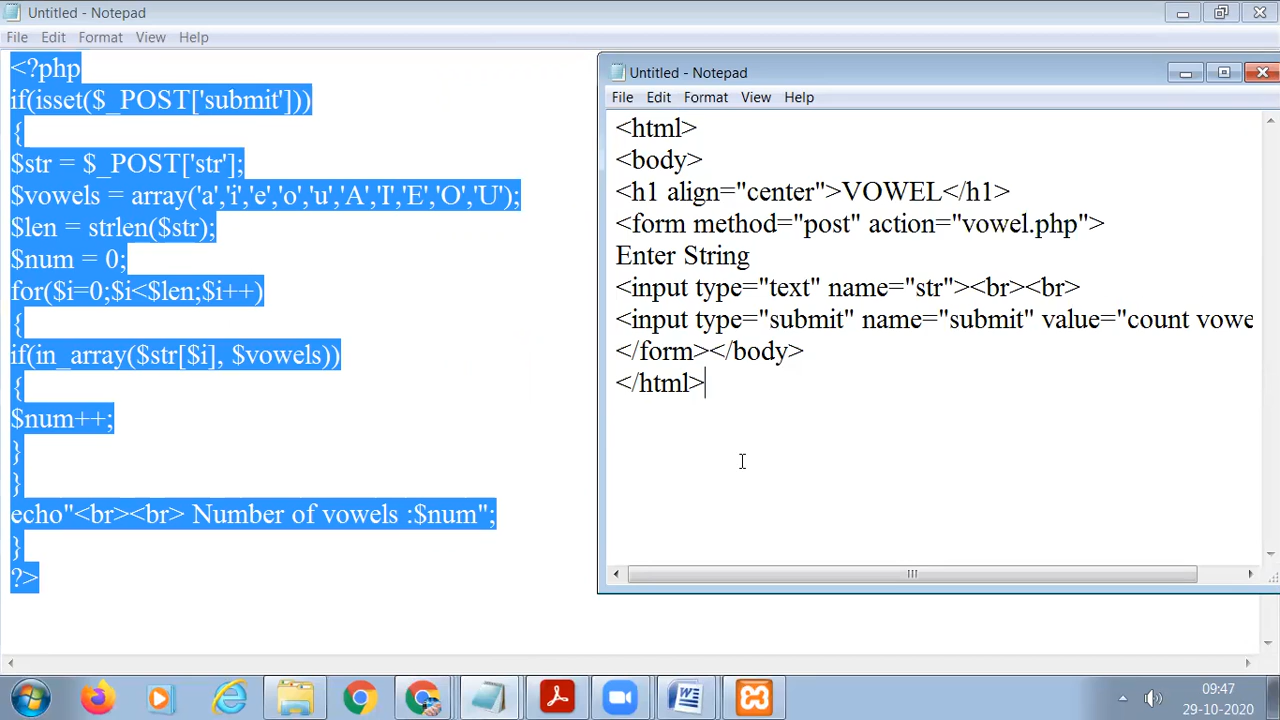 Untitled - Notepad
File Edit Format View Help
<?php
if(isset($_POST['submit']))
{
$str = $_POST['str'];
$vowels = array('a','i','e','o','u','A','I','E','O','U');
$len = strlen($str);
$num = 0;
for($i=0;$i<$len;$i++)
{
if(in_array($str[$i], $vowels))
{
$num++;
}
}
echo"<br><br> Number of vowels :$num";
}
?>
Untitled - Notepad
File Edit Format View Help
<html>
<body>
<h1 align="center">VOWEL</h1>
<form method="post" action="vowel.php">
Enter String
<input type="text" name="str"><br><br>
<input type="submit" name="submit" value="count vowe
</form></body>
</html>
09:47
29-10-2020